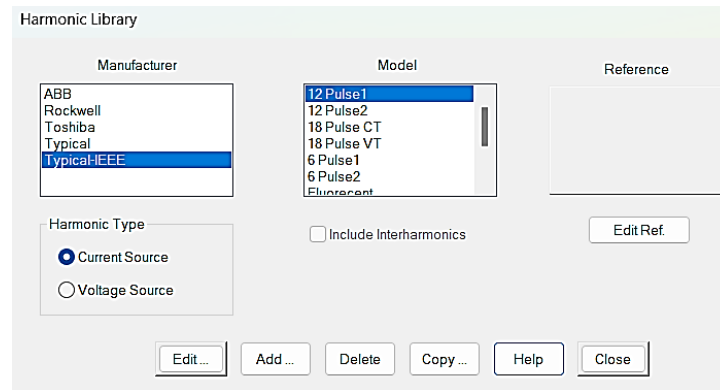 Harmonic Library
Manufacturer
ABB
Rockwell
Toshiba
Typical
Typical-IEEE
Model
12 Pulse1
12 Pulse2
18 Pulse CT
18 Pulse VT
6 Pulse1
6 Pulse2
Fluorecent
Reference
Harmonic Type
Current Source
Voltage Source
Include Interharmonics
Edit Ref.
Edit ...
Add ...
Delete
Copy ...
Help
Close